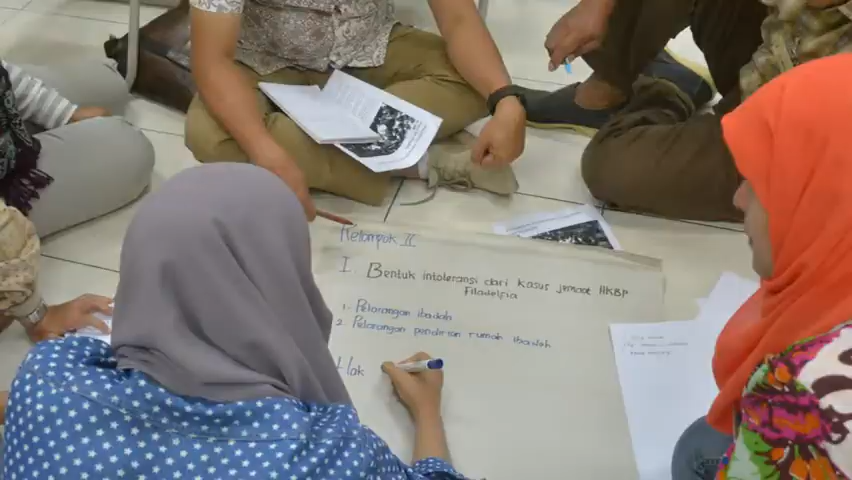 Kelompok II
I. Bentuk intoleransi dari kasus jemaat HKBP
Filadelfia
1. Pelarangan ibadah
2. Pelarangan pendirian rumah ibadah
Hak